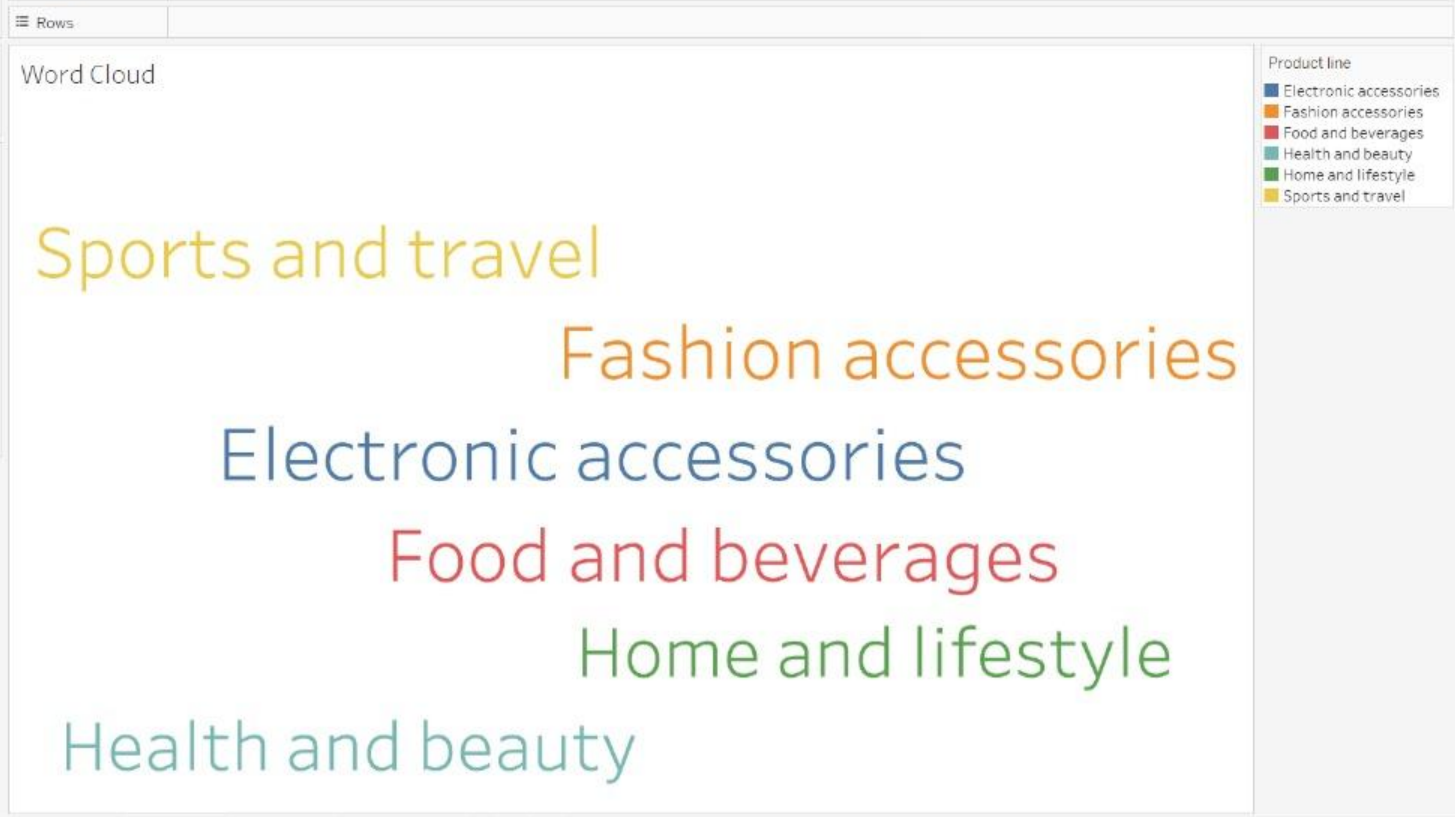 Rows
Word Cloud
Sports and travel
Fashion accessories
Electronic accessories
Food and beverages
Home and lifestyle
Health and beauty
Product line
Electronic accessories
Fashion accessories
Food and beverages
Health and beauty
Home and lifestyle
Sports and travel